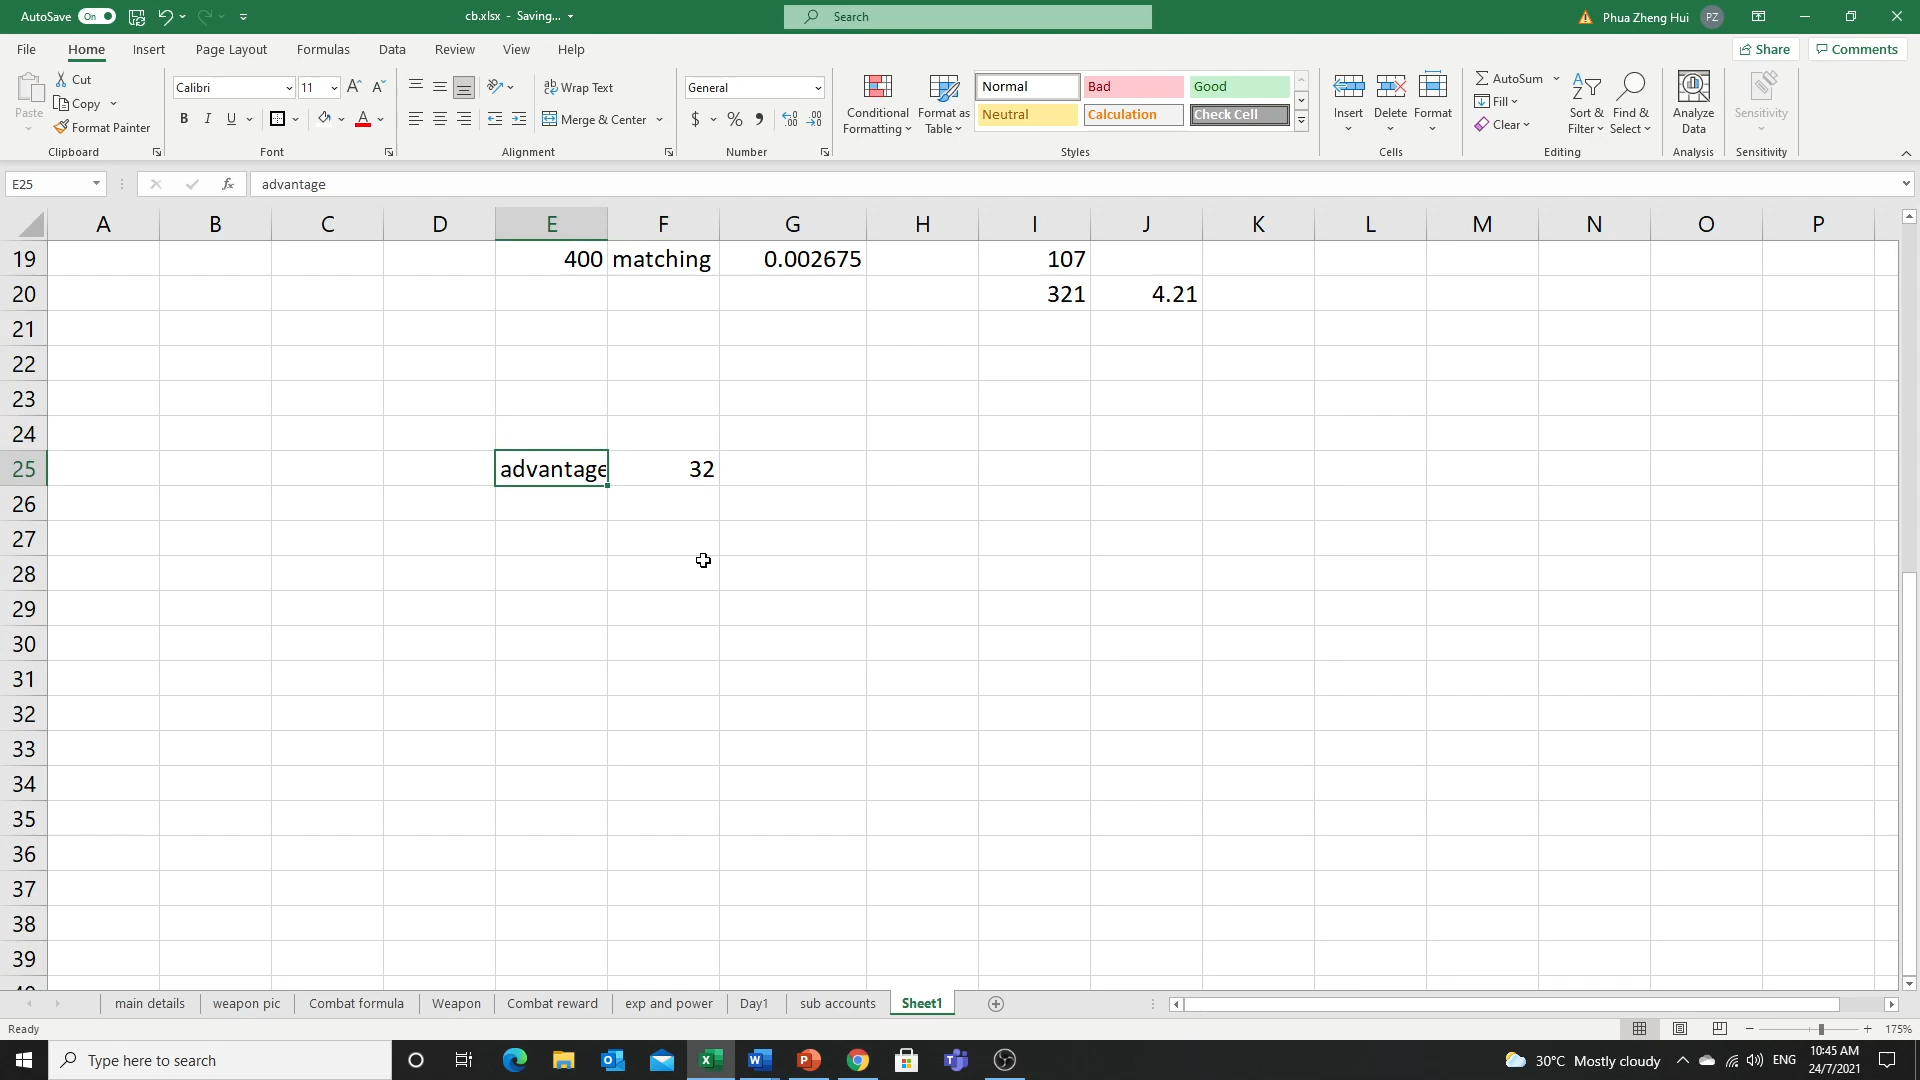 AutoSave On cb.xlsx - Saving... Search Phua Zheng Hui PZ
File Home Insert Page Layout Formulas Data Review View Help Share Comments
Paste
Cut
Copy
Format Painter
Clipboard
Calibri 11 A A
B I U A
Font
Wrap Text
Merge & Center
Alignment
General
$ %
Number
Conditional Formatting
Format as Table
Normal Bad Good
Neutral Calculation Check Cell
Styles
Insert Delete Format
Cells
AutoSum
Fill
Clear
Sort & Filter
Find & Select
Editing
Analyze Data
Analysis
Sensitivity
Sensitivity
E25 fx advantage
A B C D E F G H I J K L M N O P
19 400 matching 0.002675 107
20 321 4.21
21
22
23
24
25 advantage 32
26
27
28
29
30
31
32
33
34
35
36
37
38
39
main details weapon pic Combat formula Weapon Combat reward exp and power Day1 sub accounts Sheet1
Ready 175%
Type here to search 30°C Mostly cloudy ENG 10:45 AM
24/7/2021